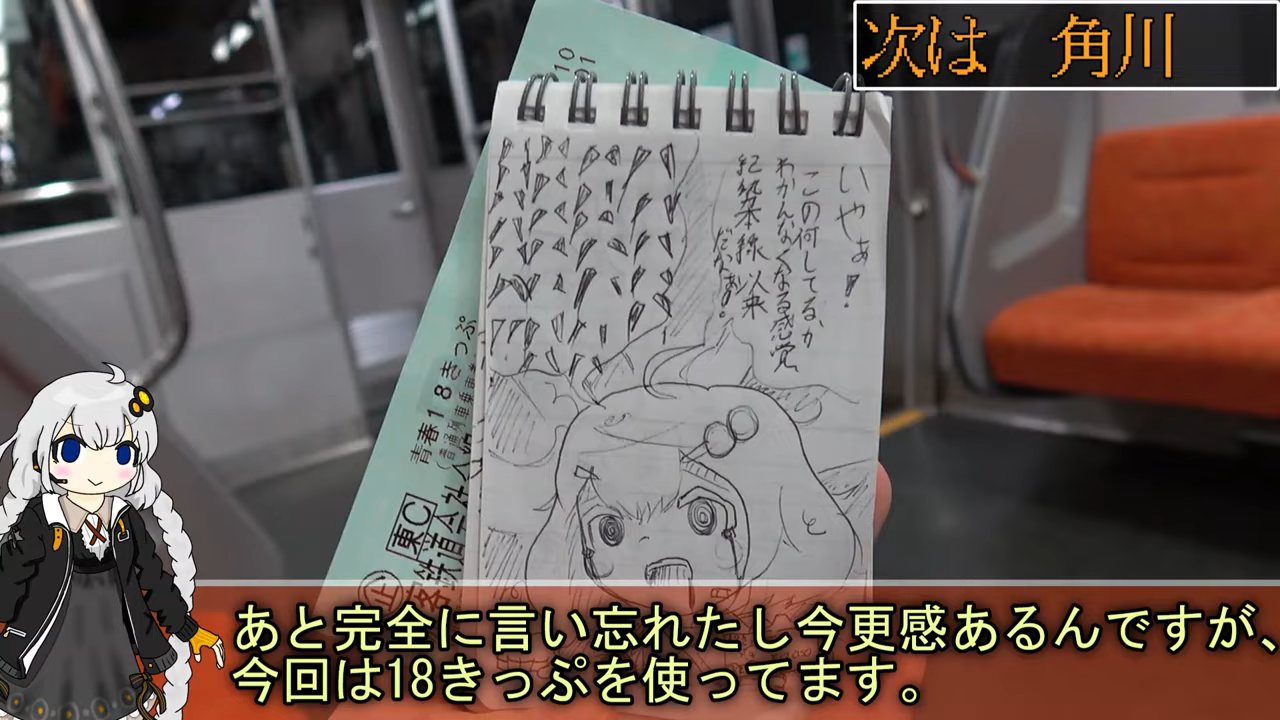 次は　角川
いやぁ!
この何してるか
わかんなくなる感覚
紀勢本線以来
だなぁ!
青春18きっぷ
東C
あと完全に言い忘れたし今更感あるんですが、
今回は18きっぷを使ってます。